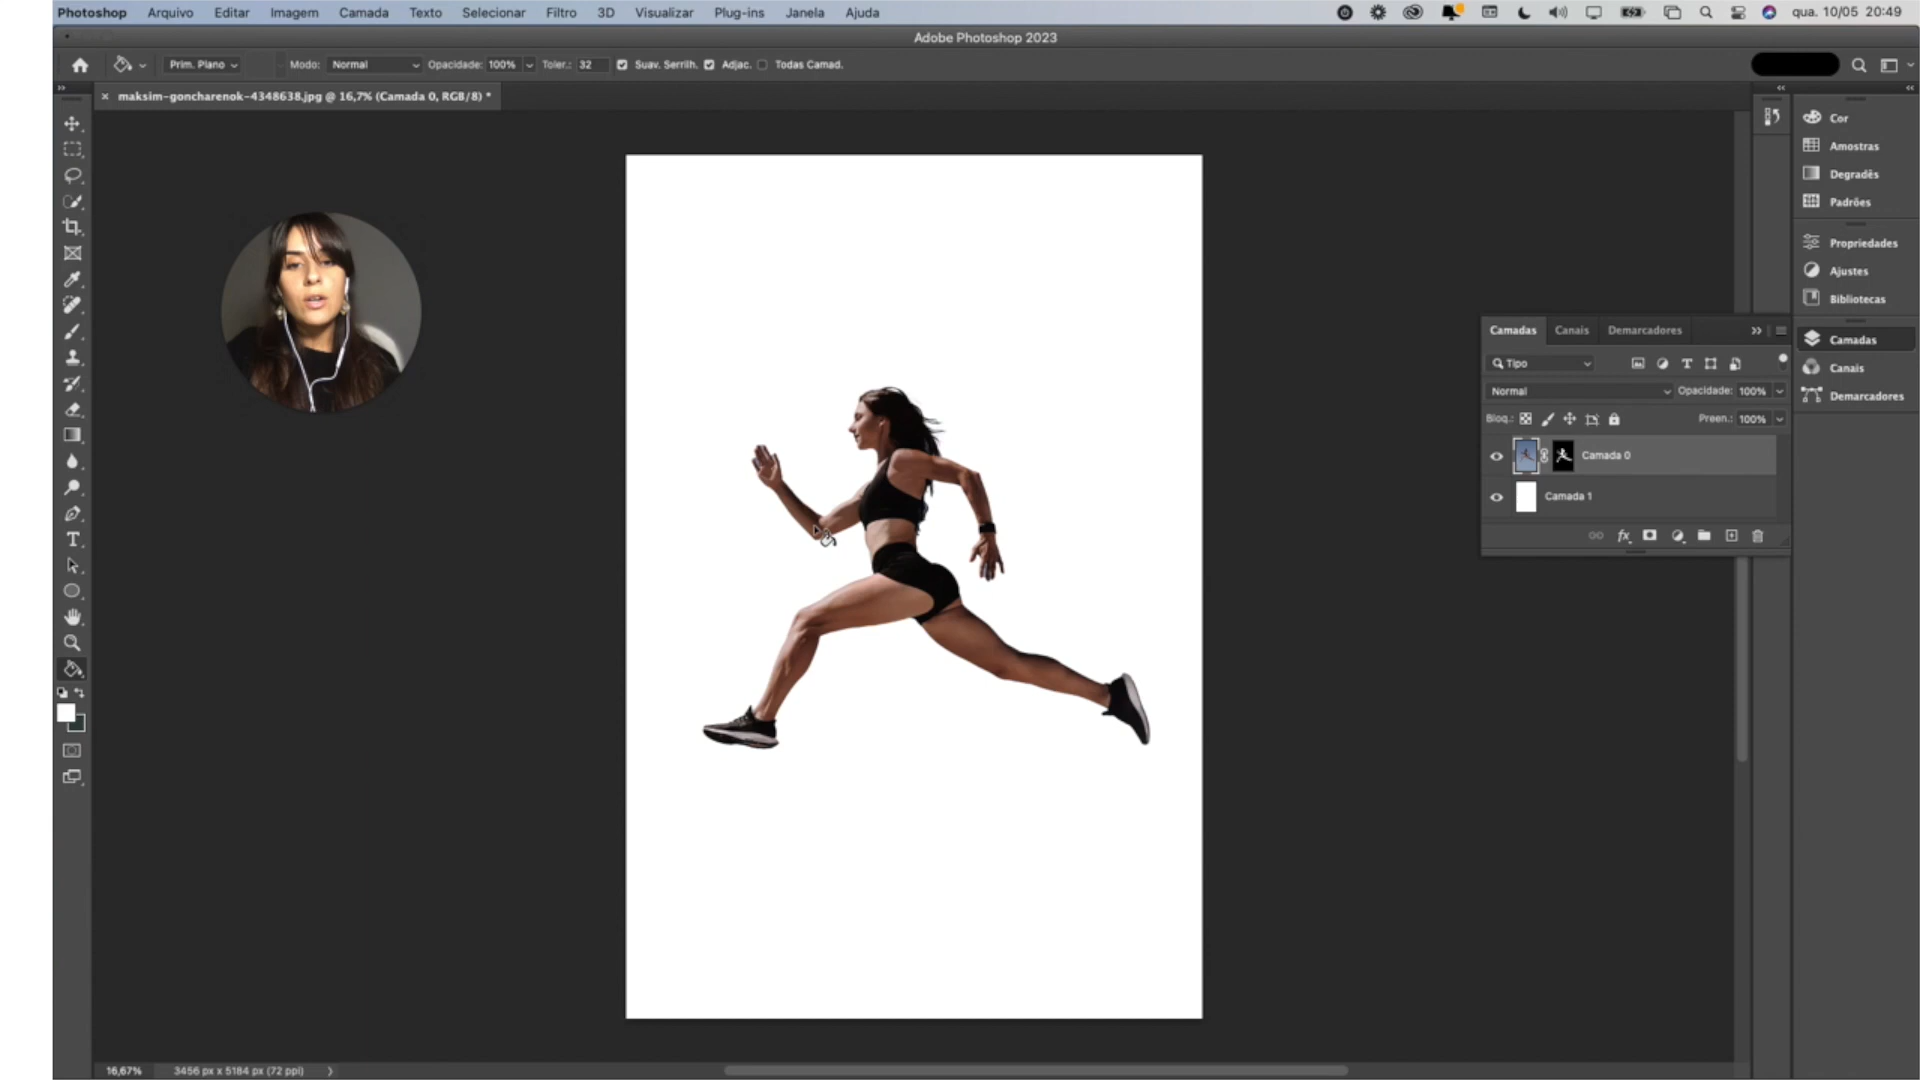 Photoshop Arquivo Editar Imagem Camada Texto Selecionar Filtro 3D Visualizar Plug-ins Janela Ajuda qua. 10/05 20:49
Adobe Photoshop 2023
Prim. Plano Modo: Normal Opacidade: 100% Toler.: 32 Suav. Serrilh. Adjac. Todas Camad.
maksim-goncharenok-4348638.jpg @ 16,7% (Camada 0, RGB/8) *
Cor
Amostras
Degradês
Padrões
Propriedades
Ajustes
Bibliotecas
Camadas
Canais
Demarcadores
Camadas Canais Demarcadores
Tipo
Normal Opacidade: 100%
Bloq.: Preen.: 100%
Camada 0
Camada 1
16,67% 3456 px x 5184 px (72 ppi)